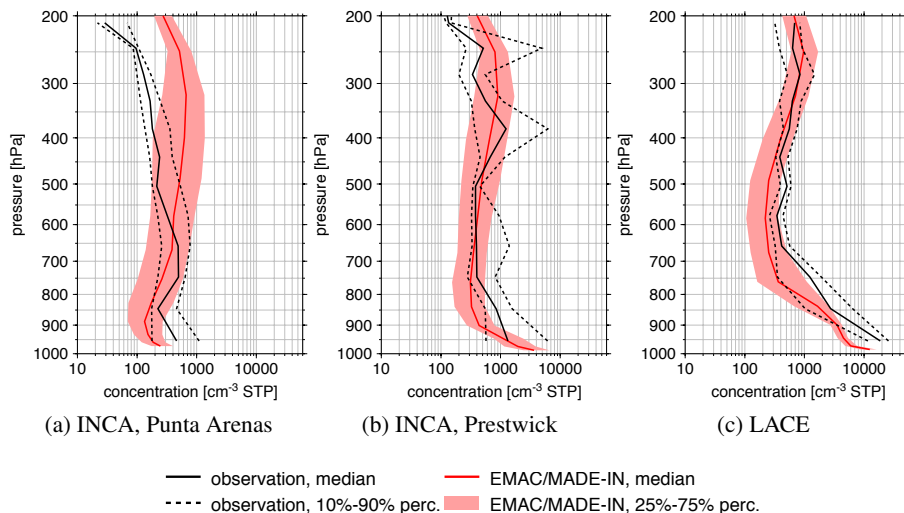 200
300
400
500
600
700
800
900
1000
pressure [hPa]
10 100 1000 10000
concentration [cm-3 STP]
(a) INCA, Punta Arenas
200
300
400
500
600
700
800
900
1000
pressure [hPa]
10 100 1000 10000
concentration [cm-3 STP]
(b) INCA, Prestwick
200
300
400
500
600
700
800
900
1000
pressure [hPa]
10 100 1000 10000
concentration [cm-3 STP]
(c) LACE
observation, median
observation, 10%-90% perc.
EMAC/MADE-IN, median
EMAC/MADE-IN, 25%-75% perc.